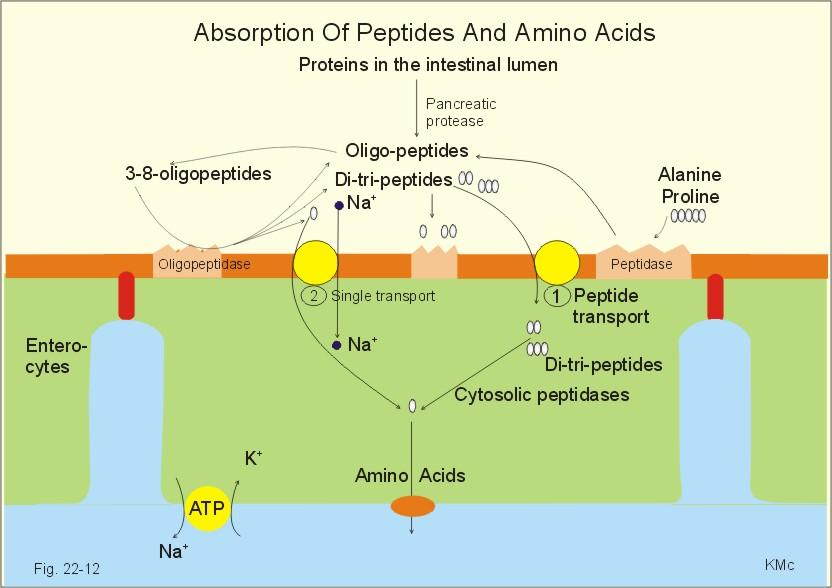 Absorption Of Peptides And Amino Acids
Proteins in the intestinal lumen
Pancreatic
protease
Oligo-peptides
3-8-oligopeptides
Di-tri-peptides
Alanine
Proline
Na⁺
Oligopeptidase
Peptidase
2 Single transport
1 Peptide
transport
Entero-
cytes
Na⁺
Di-tri-peptides
Cytosolic peptidases
K⁺
Amino Acids
ATP
Na⁺
Fig. 22-12
KMc